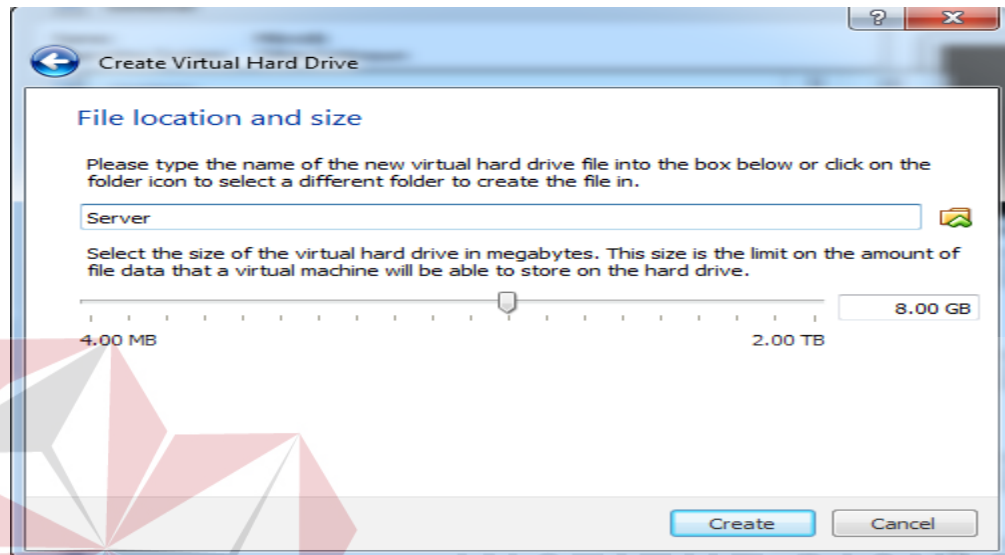 ?
x
Create Virtual Hard Drive
File location and size
Please type the name of the new virtual hard drive file into the box below or click on the
folder icon to select a different folder to create the file in.
Server
Select the size of the virtual hard drive in megabytes. This size is the limit on the amount of
file data that a virtual machine will be able to store on the hard drive.
8.00 GB
4.00 MB 2.00 TB
Create Cancel